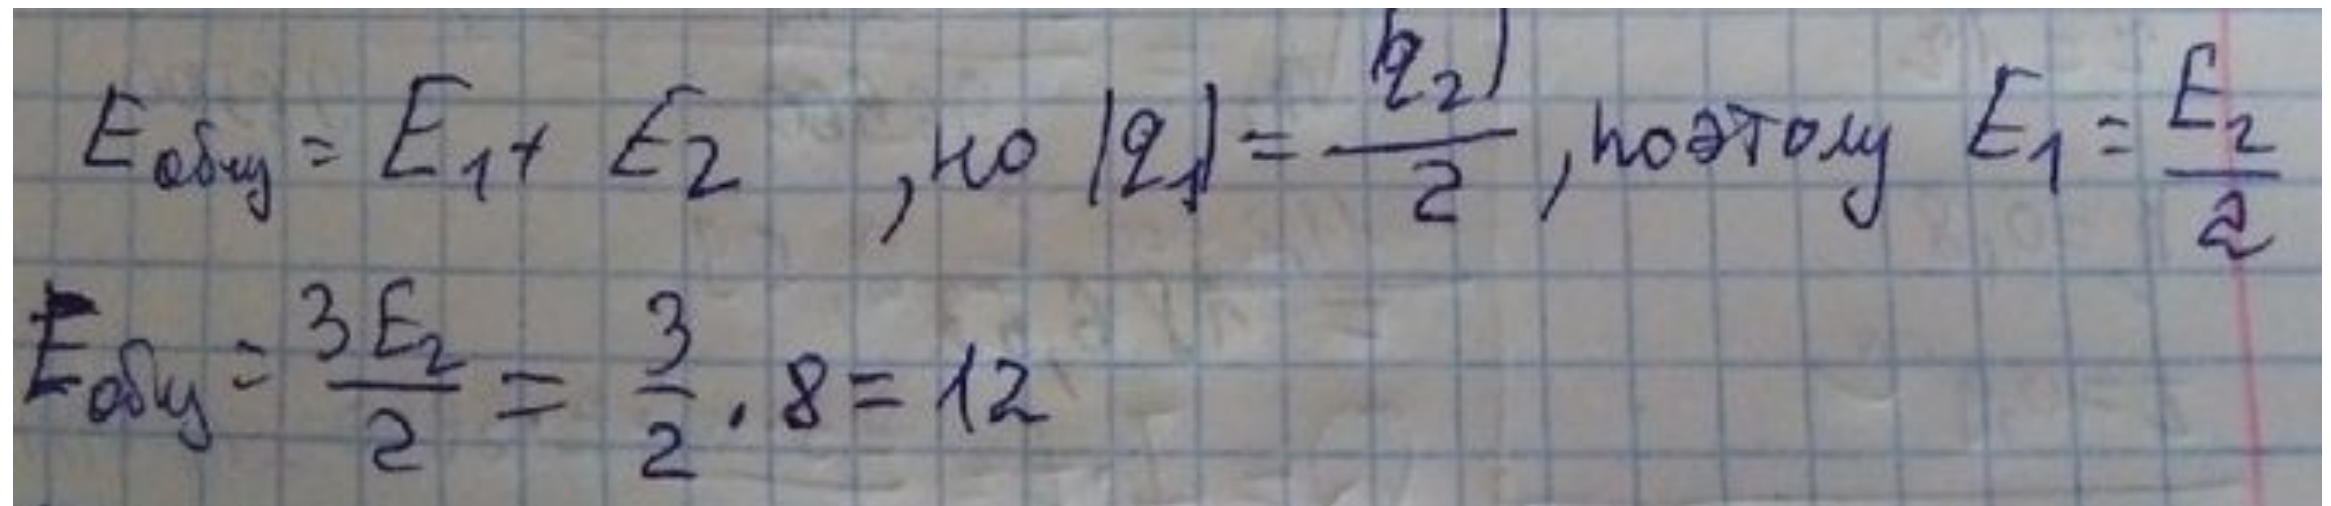 Eобщ = E₁ + E₂ , но |q₁| = |q₂|/2 , поэтому E₁ = E₂/2
Eобщ = 3E₂/2 = 3/2 · 8 = 12